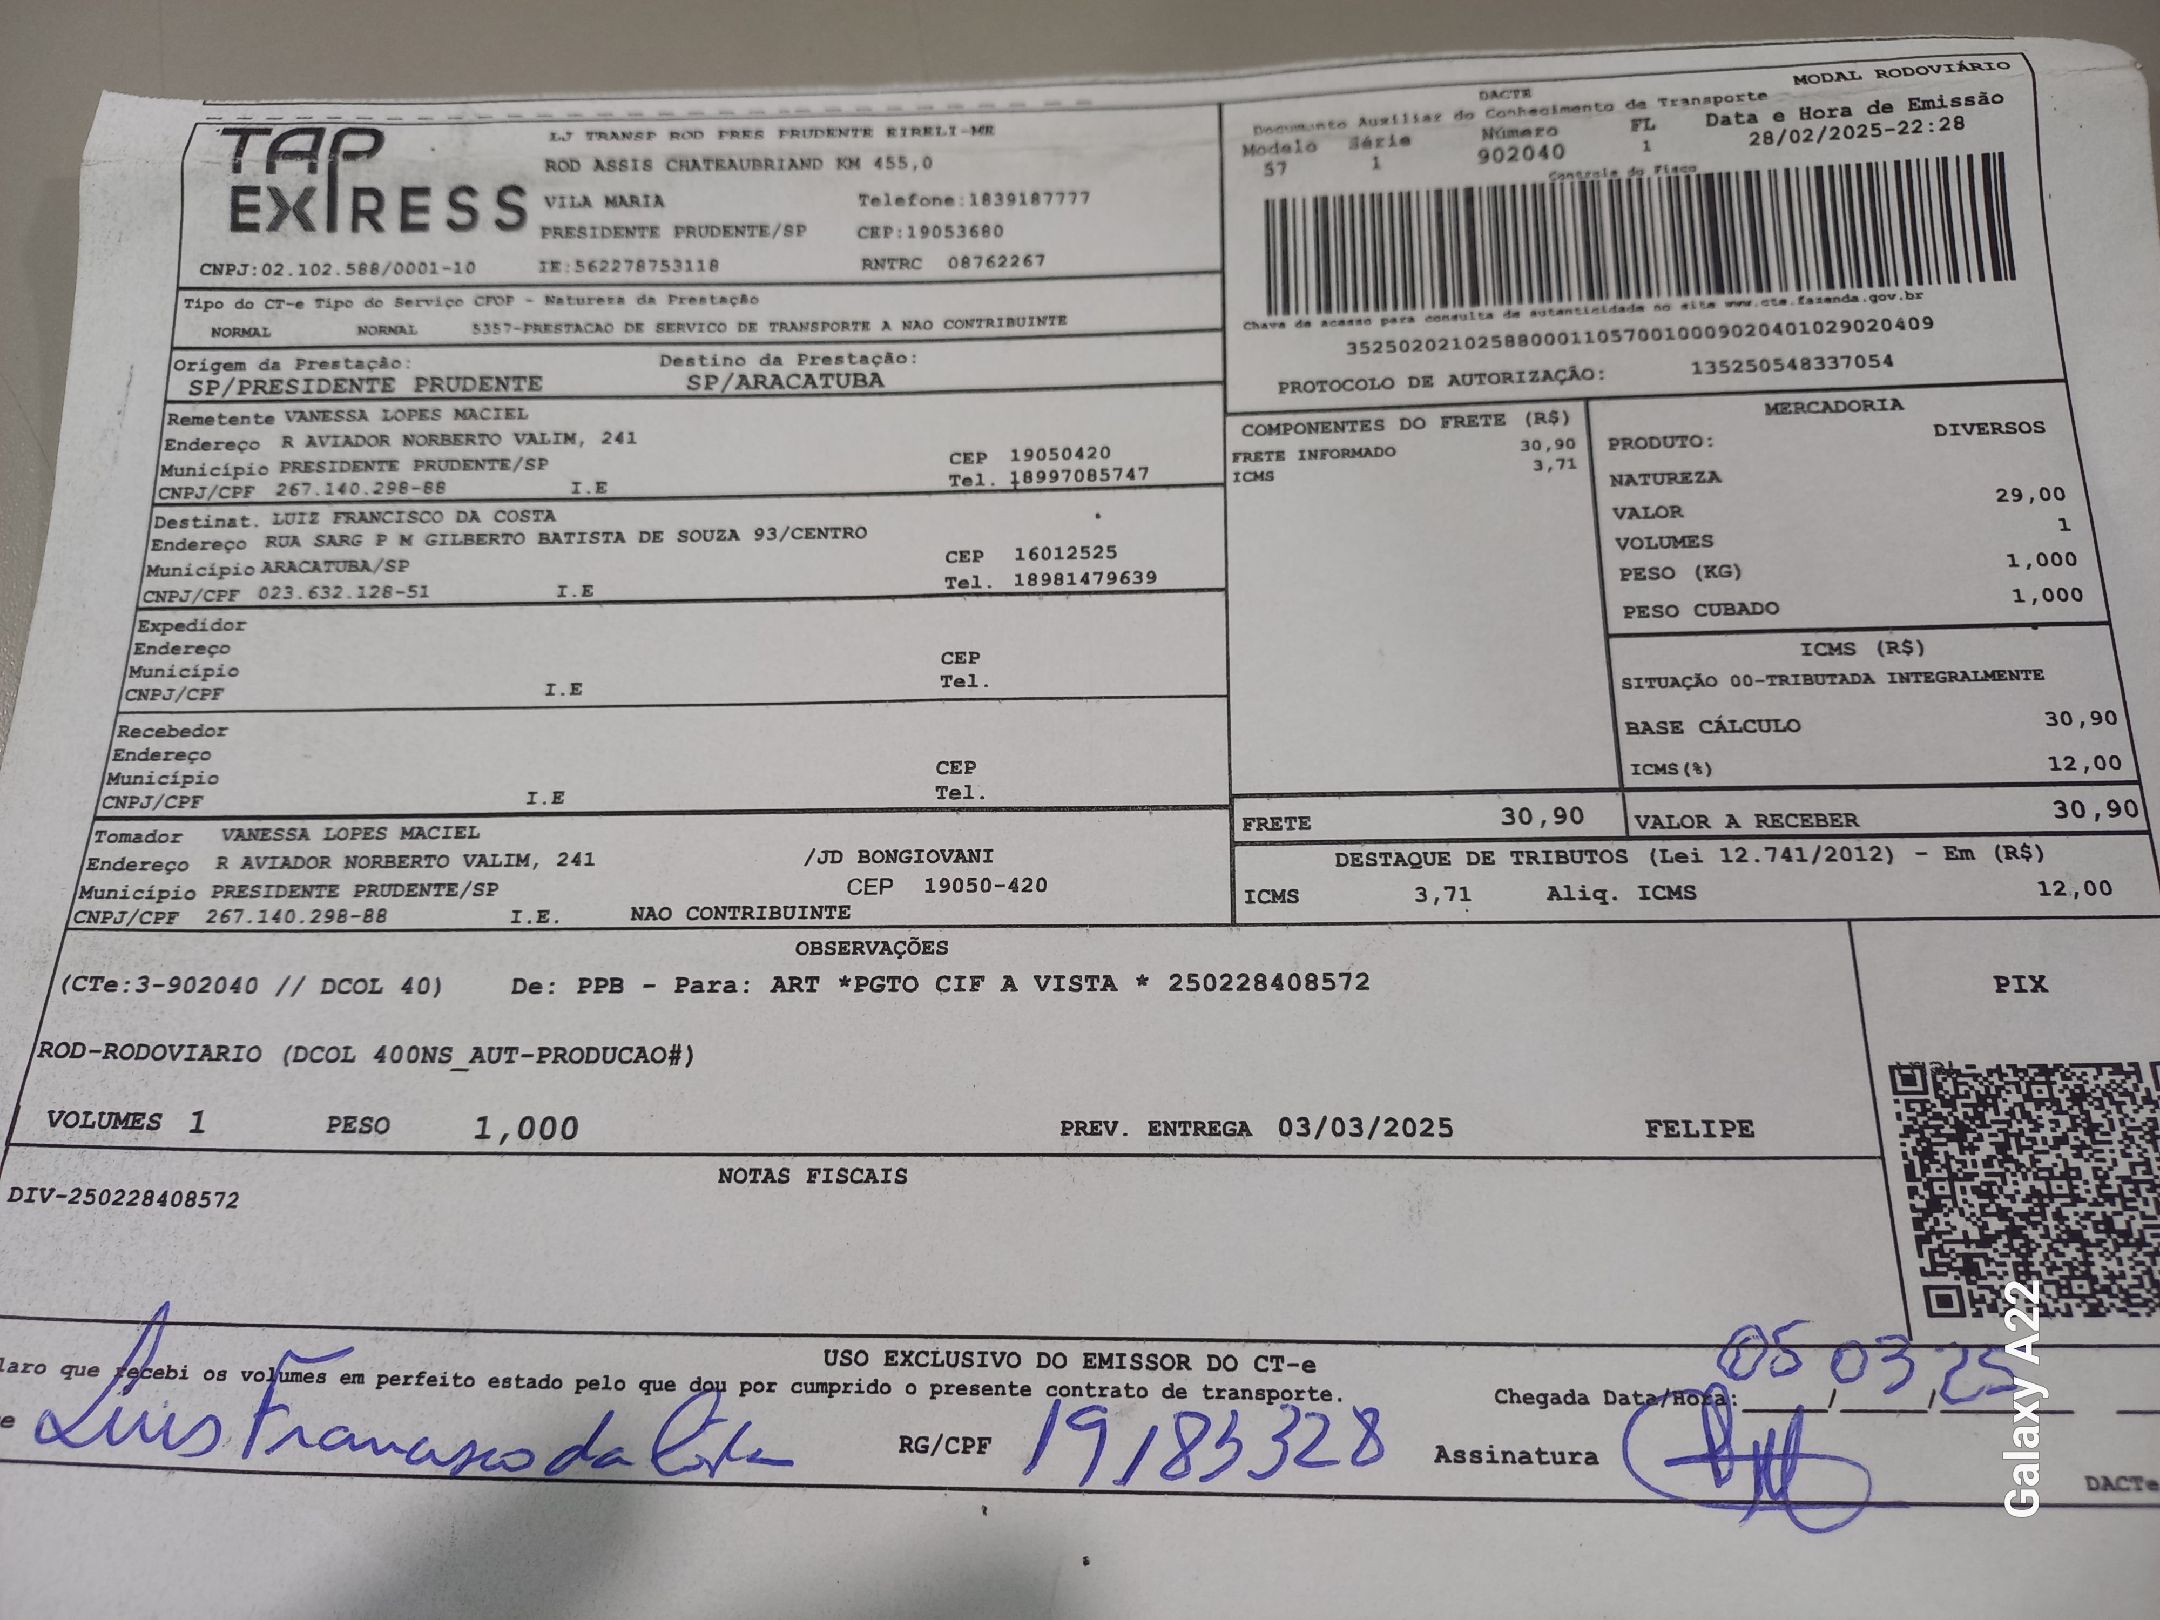 TAP EXPRESS
LJ TRANSP ROD PRES PRUDENTE EIRELI-ME
ROD ASSIS CHATEAUBRIAND KM 455,0
VILA MARIA Telefone:1839187777
PRESIDENTE PRUDENTE/SP CEP:19053680
CNPJ:02.102.588/0001-10 IE:562278753118 RNTRC 08762267
Tipo do CT-e Tipo do Serviço CFOP - Natureza da Prestação
NORMAL NORMAL 5357-PRESTACAO DE SERVICO DE TRANSPORTE A NAO CONTRIBUINTE
Origem da Prestação: Destino da Prestação:
SP/PRESIDENTE PRUDENTE SP/ARACATUBA
Remetente VANESSA LOPES MACIEL
Endereço R AVIADOR NORBERTO VALIM, 241
Município PRESIDENTE PRUDENTE/SP CEP 19050420
CNPJ/CPF 267.140.298-88 I.E Tel. 18997085747
Destinat. LUIZ FRANCISCO DA COSTA
Endereço RUA SARG P M GILBERTO BATISTA DE SOUZA 93/CENTRO
Município ARACATUBA/SP CEP 16012525
CNPJ/CPF 023.632.128-51 I.E Tel. 18981479639
Expedidor
Endereço
Município CEP
CNPJ/CPF I.E Tel.
Recebedor
Endereço
Município CEP
CNPJ/CPF I.E Tel.
Tomador VANESSA LOPES MACIEL
Endereço R AVIADOR NORBERTO VALIM, 241 /JD BONGIOVANI
Município PRESIDENTE PRUDENTE/SP CEP 19050-420
CNPJ/CPF 267.140.298-88 I.E. NAO CONTRIBUINTE
DACTE MODAL RODOVIÁRIO
Documento Auxiliar do Conhecimento de Transporte
Modelo Série Número FL Data e Hora de Emissão
57 1 902040 1 28/02/2025-22:28
Controle do Fisco
Chave de acesso para consulta de autenticidade no site www.cte.fazenda.gov.br
35250202102588000110570010009020401029020409
PROTOCOLO DE AUTORIZAÇÃO: 135250548337054
COMPONENTES DO FRETE (R$)
FRETE INFORMADO 30,90
ICMS 3,71
MERCADORIA
PRODUTO: DIVERSOS
NATUREZA
VALOR 29,00
VOLUMES 1
PESO (KG) 1,000
PESO CUBADO 1,000
ICMS (R$)
SITUAÇÃO 00-TRIBUTADA INTEGRALMENTE
BASE CÁLCULO 30,90
ICMS(%) 12,00
FRETE 30,90 VALOR A RECEBER 30,90
DESTAQUE DE TRIBUTOS (Lei 12.741/2012) - Em (R$)
ICMS 3,71 Aliq. ICMS 12,00
OBSERVAÇÕES
(CTe:3-902040 // DCOL 40) De: PPB - Para: ART *PGTO CIF A VISTA * 250228408572
PIX
ROD-RODOVIARIO (DCOL 400NS_AUT-PRODUCAO#)
VOLUMES 1 PESO 1,000 PREV. ENTREGA 03/03/2025 FELIPE
NOTAS FISCAIS
DIV-250228408572
USO EXCLUSIVO DO EMISSOR DO CT-e
laro que recebi os volumes em perfeito estado pelo que dou por cumprido o presente contrato de transporte.
Chegada Data/Hora: 05/03/25
Luis Francisco da Costa RG/CPF 19183328 Assinatura
DACTe
Galaxy A22